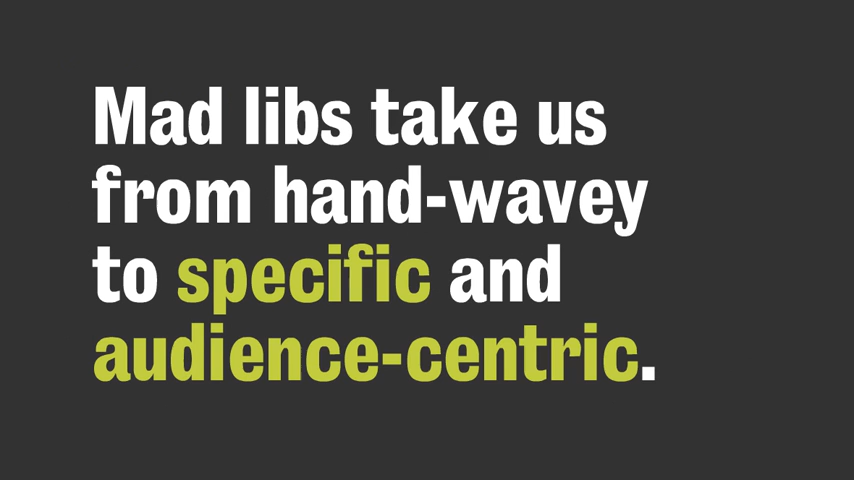 Mad libs take us
from hand-wavey
to specific and
audience-centric.